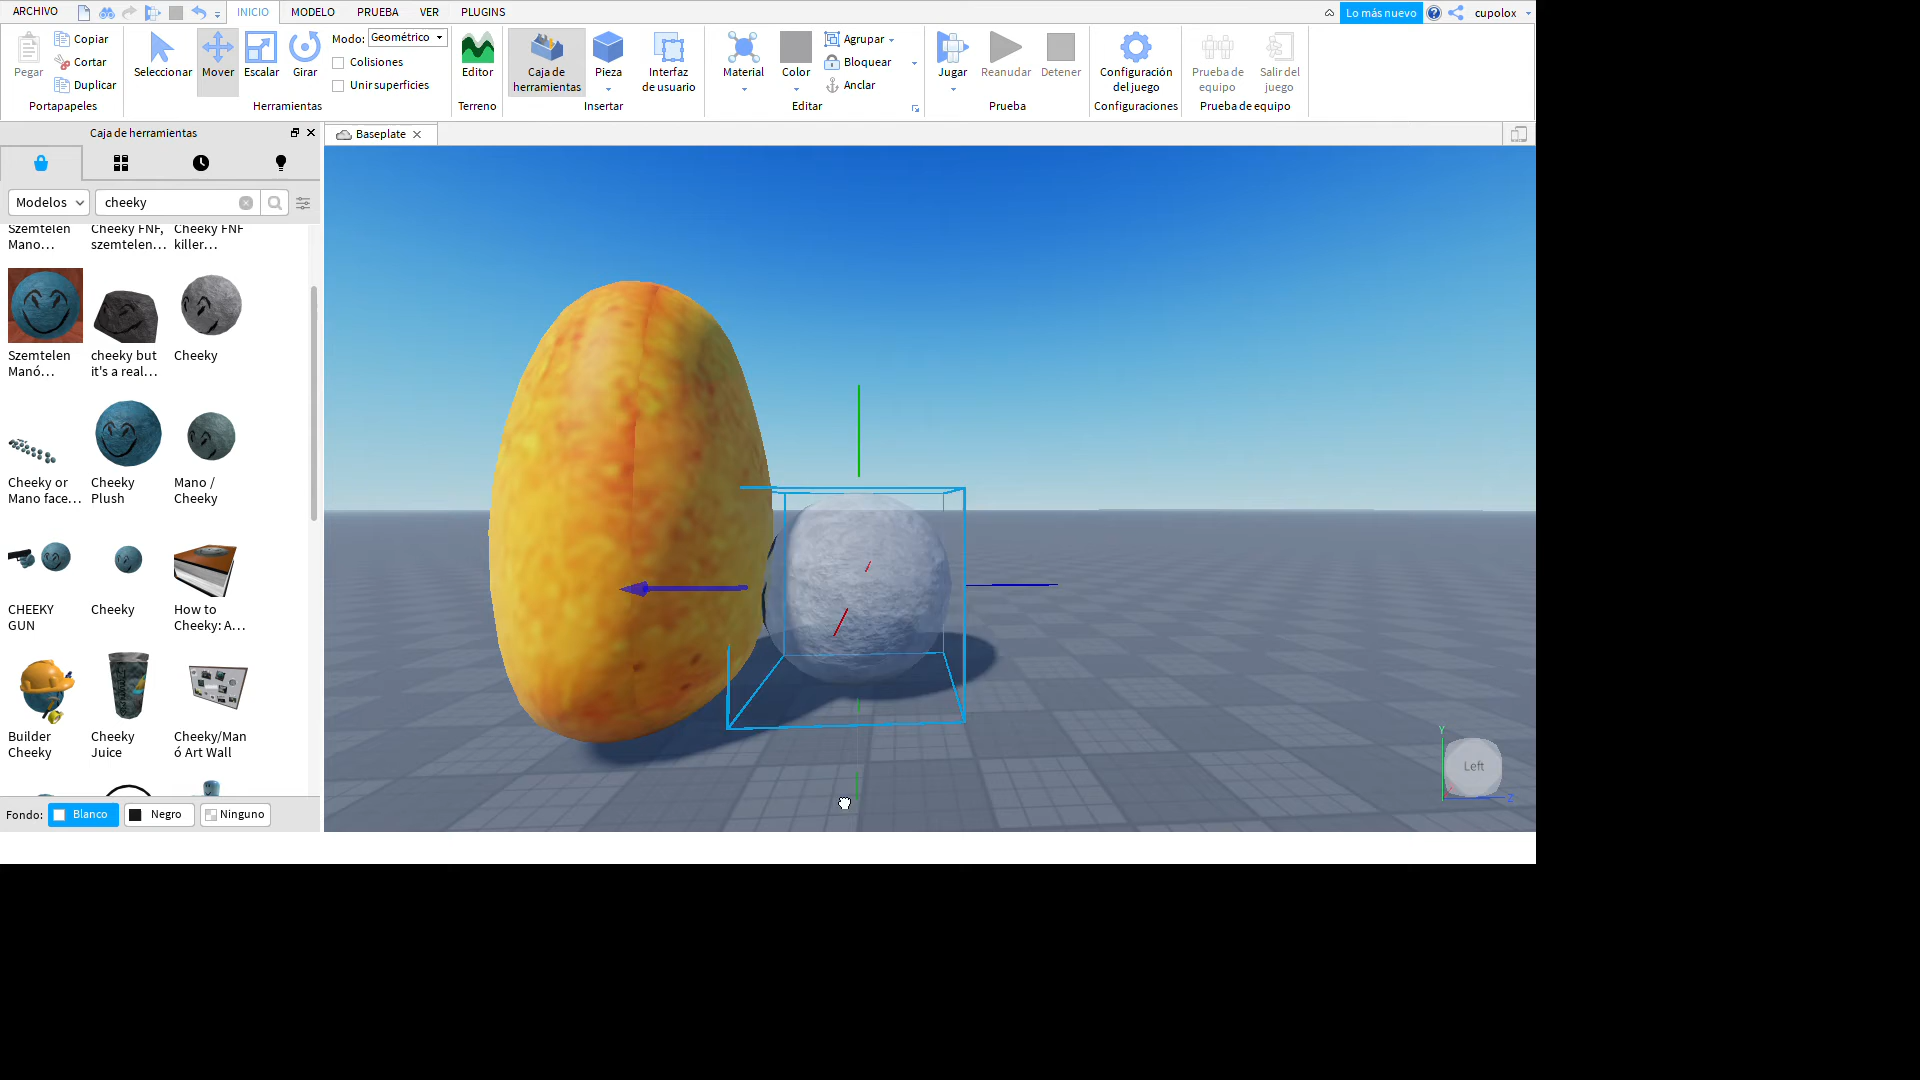 ARCHIVO
INICIO
MODELO
PRUEBA
VER
PLUGINS
Lo más nuevo
cupolox
Pegar
Copiar
Cortar
Duplicar
Portapapeles
Seleccionar
Mover
Escalar
Girar
Modo: Geométrico
Colisiones
Unir superficies
Herramientas
Editor
Terreno
Caja de
herramientas
Pieza
Interfaz
de usuario
Insertar
Material
Color
Agrupar
Bloquear
Anclar
Editar
Jugar
Reanudar
Detener
Prueba
Configuración
del juego
Configuraciones
Prueba de
equipo
Salir del
juego
Prueba de equipo
Caja de herramientas
Baseplate
Modelos
cheeky
Szemtelen
Mano...
Cheeky FNF,
szemtelen...
Cheeky FNF
killer...
Szemtelen
Manó...
cheeky but
it's a real...
Cheeky
Cheeky or
Mano face...
Cheeky
Plush
Mano /
Cheeky
CHEEKY
GUN
Cheeky
How to
Cheeky: A...
Builder
Cheeky
Cheeky
Juice
Cheeky/Man
ó Art Wall
Fondo:
Blanco
Negro
Ninguno
Y
Left
Z